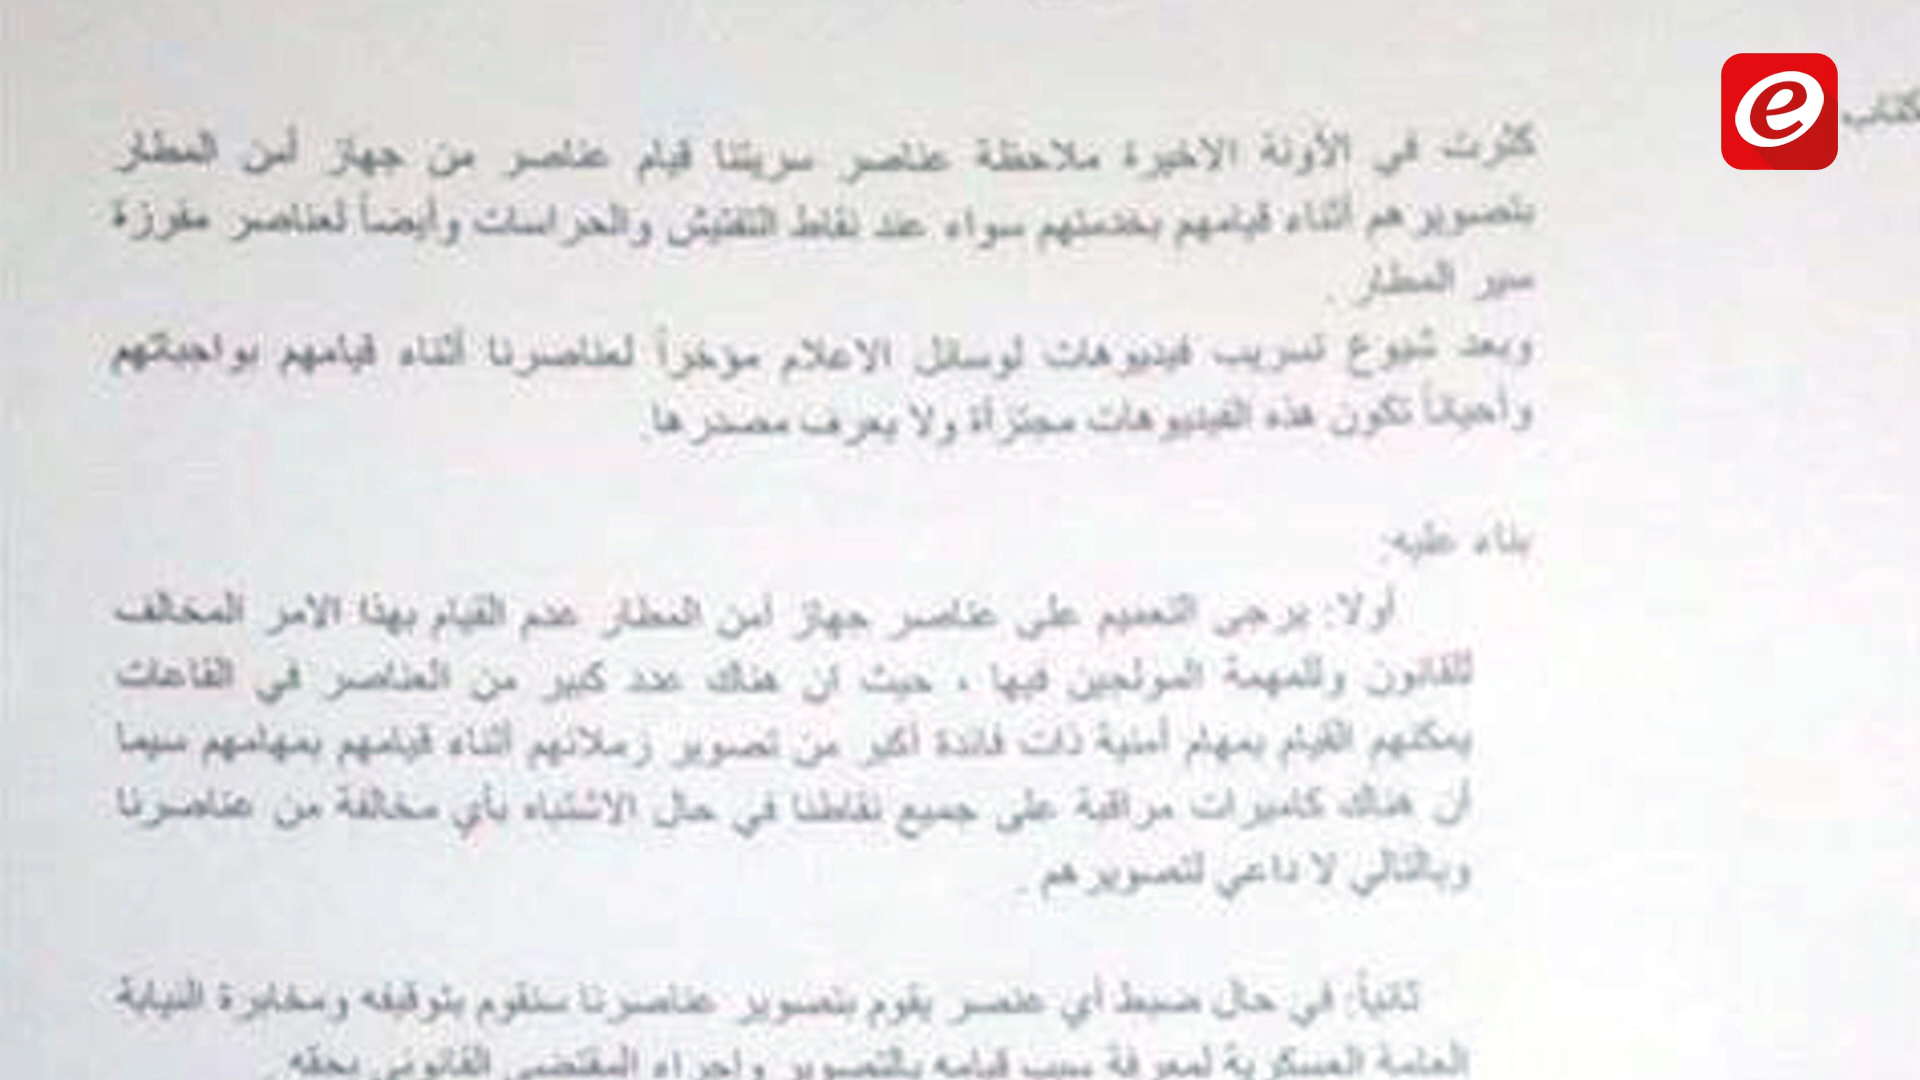 كتاب
كثرت في الأونة الاخيرة ملاحظة عناصر سريتنا قيام عناصر من جهاز أمن المطار
بتصويرهم أثناء قيامهم بخدمتهم سواء عند نقاط التفتيش والحراسات وأيضاً لعناصر مفرزة
سير المطار .
وبعد شيوع تسريب فيديوهات لوسائل الاعلام مؤخراً لعناصرنا أثناء قيامهم بواجباتهم
وأحياناً تكون هذه الفيديوهات مجتزأة ولا يعرف مصدرها.
بناء عليه:
أولا: يرجى التعميم على عناصر جهاز أمن المطار عدم القيام بهذا الامر المخالف
للقانون وللمهمة المولجين فيها ، حيث ان هناك عدد كبير من العناصر في القاعات
يمكنهم القيام بمهام أمنية ذات فائدة أكبر من تصوير زملائهم أثناء قيامهم بمهامهم سيما
أن هناك كاميرات مراقبة على جميع نقاطنا في حال الاشتباه بأي مخالفة من عناصرنا
وبالتالي لا داعي لتصويرهم .
ثانياً: في حال ضبط أي عنصر يقوم بتصوير عناصرنا سنقوم بتوقيفه ومخابرة النيابة
العامة العسكرية لمعرفة سبب قيامه بالتصوير واجراء المقتضى القانوني بحقه